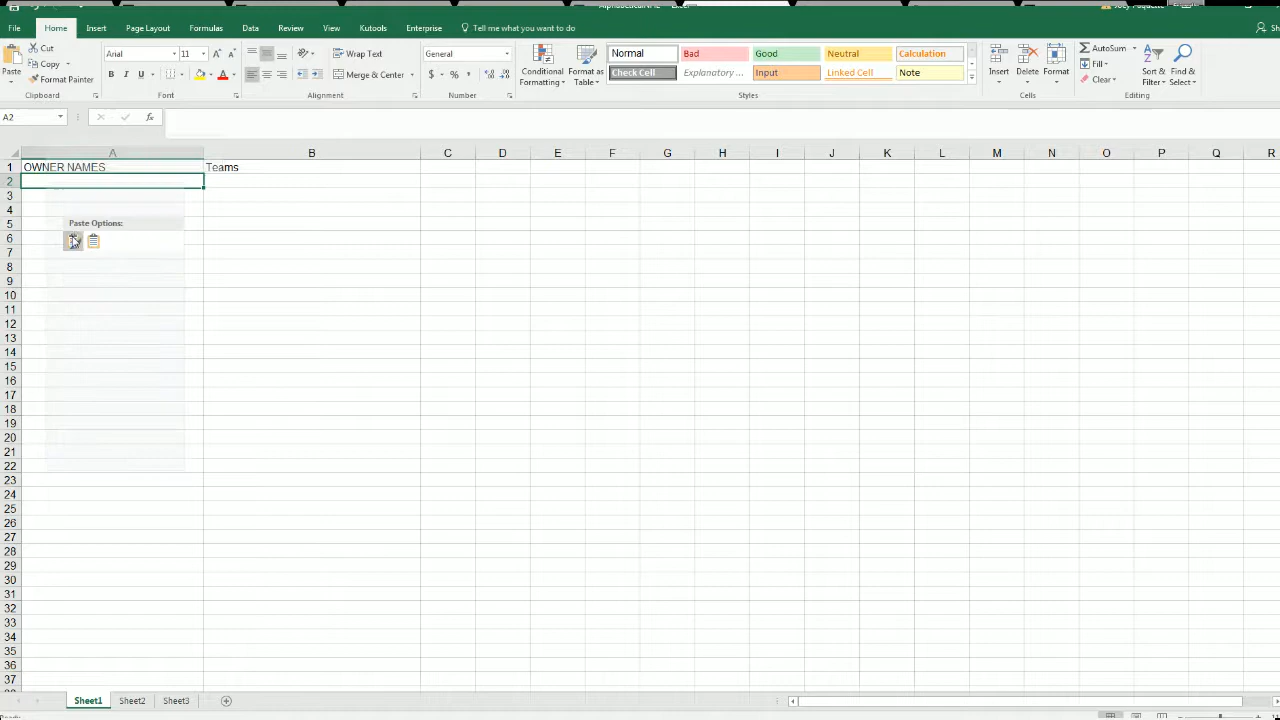 File Home Insert Page Layout Formulas Data Review View Kutools Enterprise Tell me what you want to do
Paste
Cut
Copy
Format Painter
Clipboard
Arial 11
B I U
Font
Wrap Text
Merge & Center
Alignment
General
$ % ,
Number
Conditional Formatting
Format as Table
Normal Bad Good Neutral Calculation
Check Cell Explanatory ... Input Linked Cell Note
Styles
Insert Delete Format
Cells
AutoSum
Fill
Clear
Sort & Filter
Find & Select
Editing
A2 fx
A B C D E F G H I J K L M N O P Q R
1 OWNER NAMES Teams
2
3
4
5 Paste Options:
6
7
8
9
10
11
12
13
14
15
16
17
18
19
20
21
22
23
24
25
26
27
28
29
30
31
32
33
34
35
36
37
Sheet1 Sheet2 Sheet3